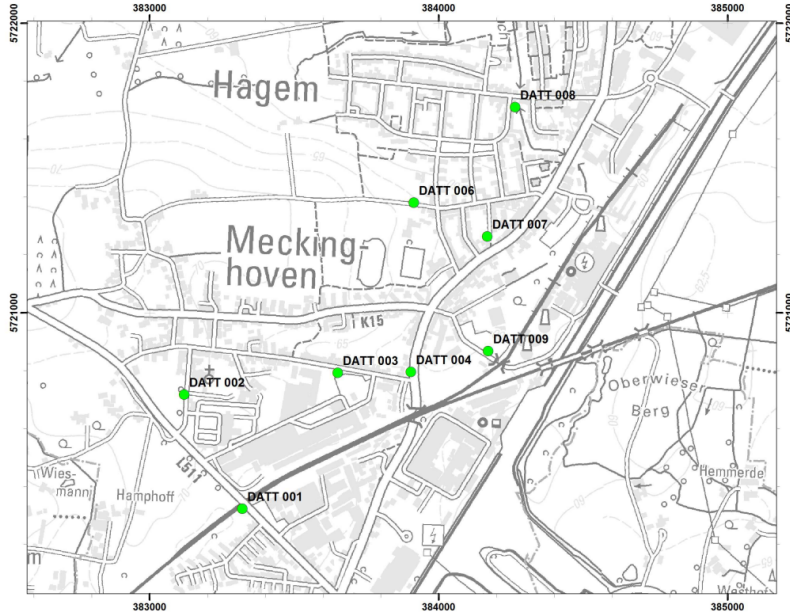 383000
384000
385000
5722000
5722000
Hagem
DATT 008
DATT 006
DATT 007
Mecking-
hoven
5721000
5721000
K15
DATT 009
DATT 003
DATT 004
DATT 002
Oberwieser
Berg
L511
Wies-
mann
Hamphoff
Hemmerde
DATT 001
m
Westhof
383000
384000
385000